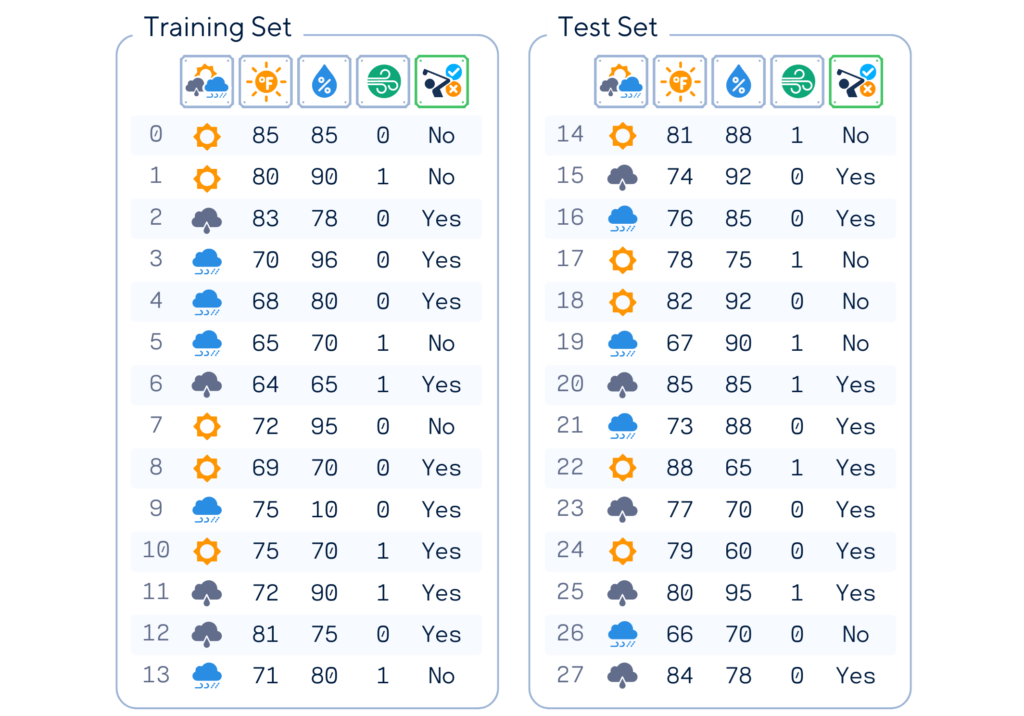 Training Set
°F % 
0 85 85 0 No
1 80 90 1 No
2 83 78 0 Yes
3 70 96 0 Yes
4 68 80 0 Yes
5 65 70 1 No
6 64 65 1 Yes
7 72 95 0 No
8 69 70 0 Yes
9 75 10 0 Yes
10 75 70 1 Yes
11 72 90 1 Yes
12 81 75 0 Yes
13 71 80 1 No
Test Set
°F %
14 81 88 1 No
15 74 92 0 Yes
16 76 85 0 Yes
17 78 75 1 No
18 82 92 0 No
19 67 90 1 No
20 85 85 1 Yes
21 73 88 0 Yes
22 88 65 1 Yes
23 77 70 0 Yes
24 79 60 0 Yes
25 80 95 1 Yes
26 66 70 0 No
27 84 78 0 Yes